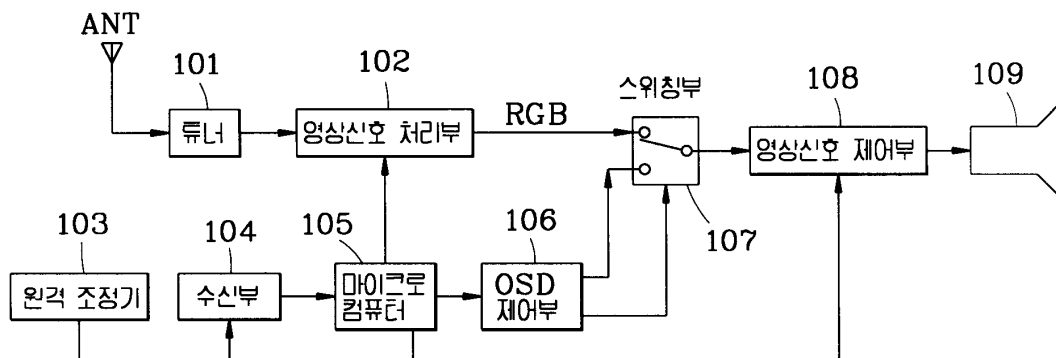 ANT
101
튜너
102
영상신호 처리부
RGB
스위칭부
107
108
영상신호 제어부
109
103
원격 조정기
104
수신부
105
마이크로
컴퓨터
106
OSD
제어부